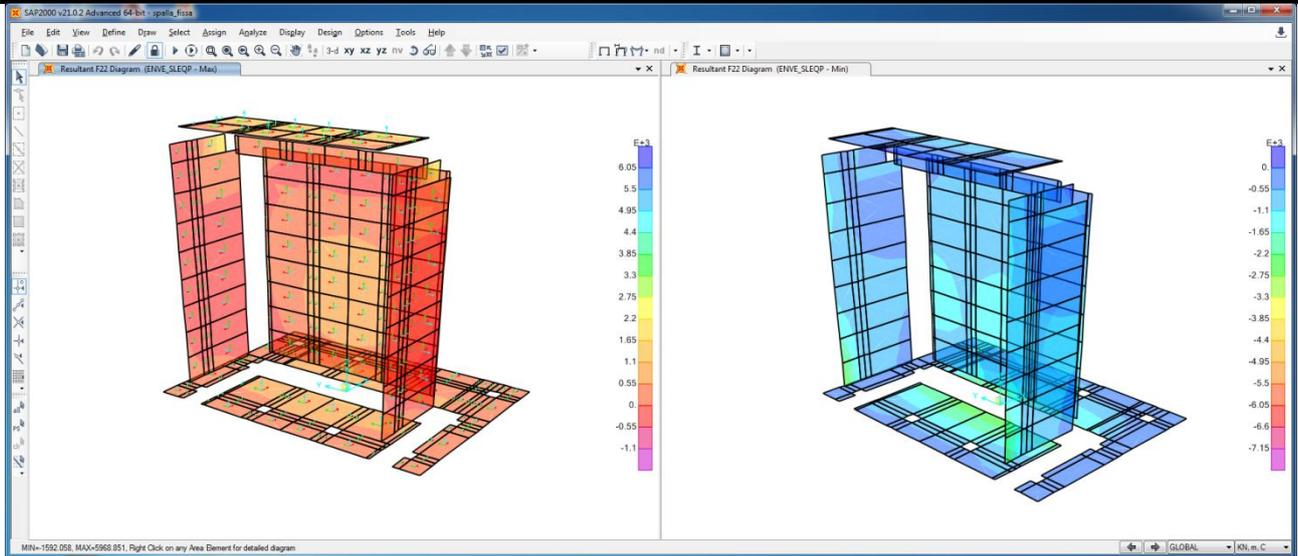 SAP2000 v21.0.2 Advanced 64-bit - spalla_fissa
File Edit View Define Draw Select Assign Analyze Display Design Options Tools Help
3-d xy xz yz nv
nd
Resultant F22 Diagram (ENVE_SLEQP - Max)
Resultant F22 Diagram (ENVE_SLEQP - Min)
E+3
6.05
5.5
4.95
4.4
3.85
3.3
2.75
2.2
1.65
1.1
0.55
0.
-0.55
-1.1
E+3
0.
-0.55
-1.1
-1.65
-2.2
-2.75
-3.3
-3.85
-4.4
-4.95
-5.5
-6.05
-6.6
-7.15
MIN=-1592.058, MAX=5968.851, Right Click on any Area Element for detailed diagram
GLOBAL
KN, m, C